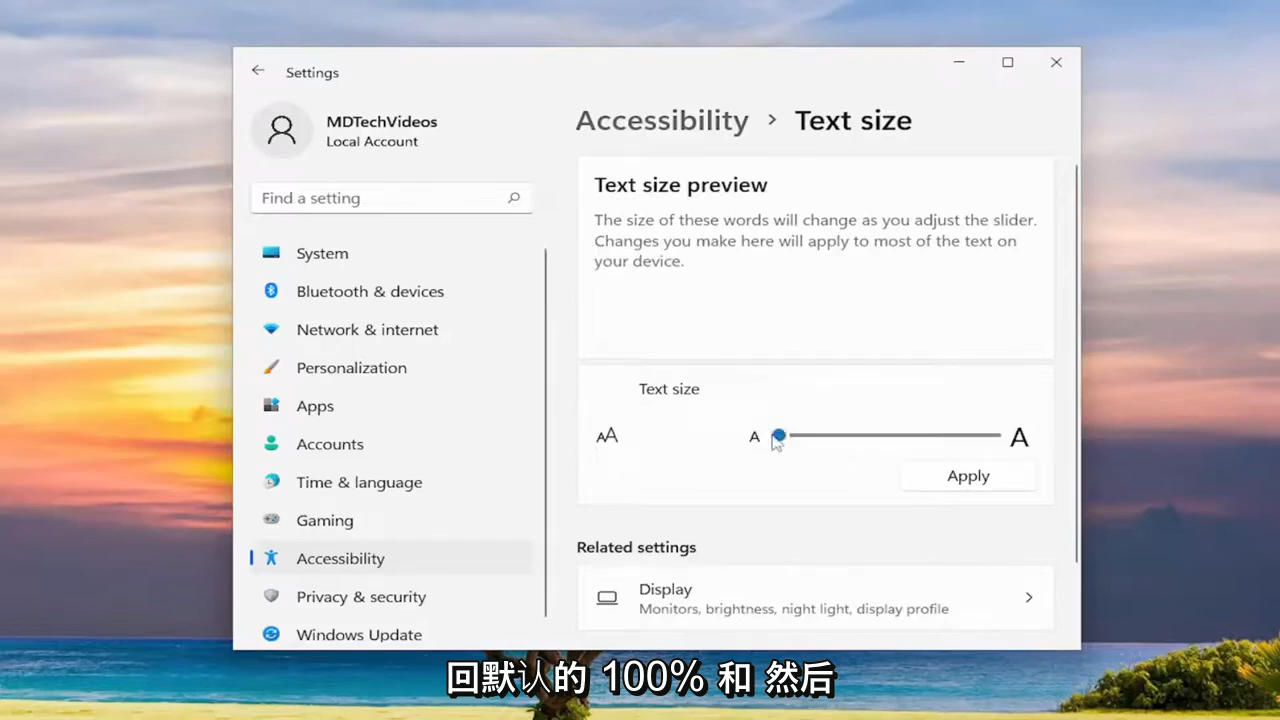 Settings
MDTechVideos
Local Account
Find a setting
System
Bluetooth & devices
Network & internet
Personalization
Apps
Accounts
Time & language
Gaming
Accessibility
Privacy & security
Windows Update
Accessibility > Text size
Text size preview
The size of these words will change as you adjust the slider.
Changes you make here will apply to most of the text on
your device.
Text size
AA
A
A
Apply
Related settings
Display
Monitors, brightness, night light, display profile
回默认的 100% 和 然后